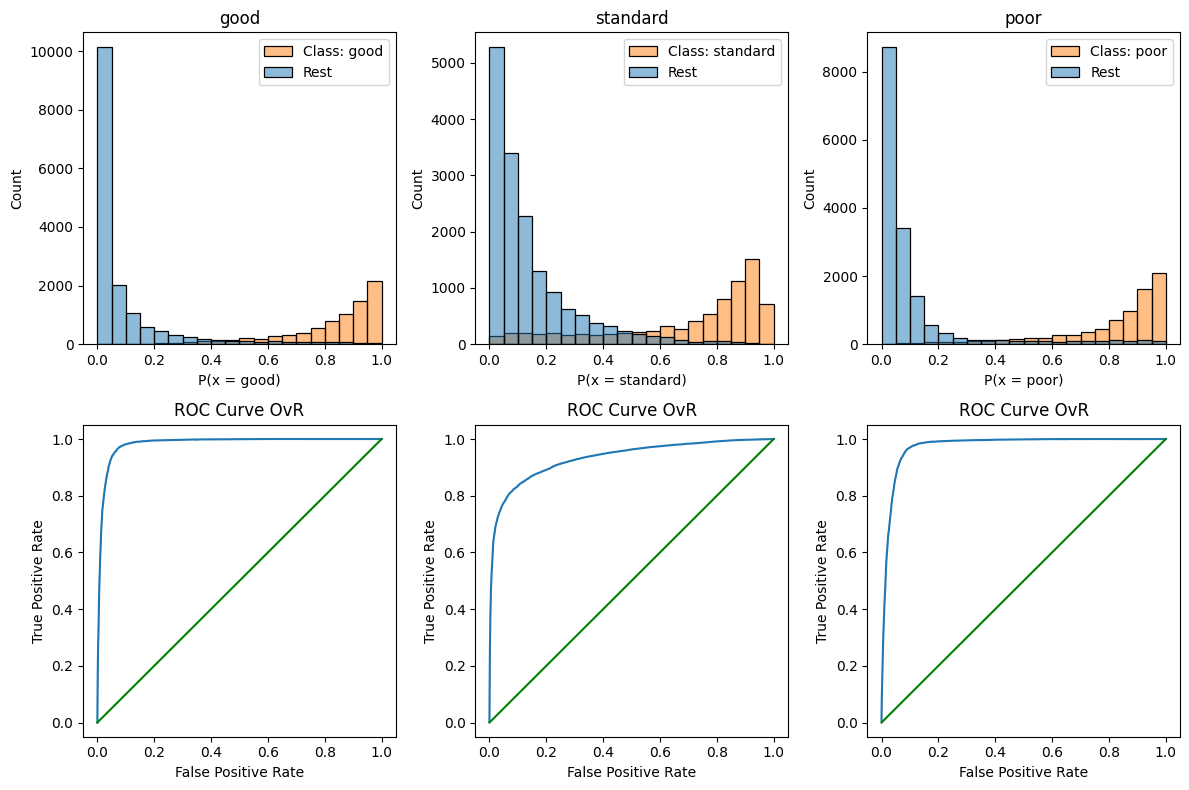 good
Class: good
Rest
Count
10000
8000
6000
4000
2000
0
0.0 0.2 0.4 0.6 0.8 1.0
P(x = good)
standard
Class: standard
Rest
Count
5000
4000
3000
2000
1000
0
0.0 0.2 0.4 0.6 0.8 1.0
P(x = standard)
poor
Class: poor
Rest
Count
8000
6000
4000
2000
0
0.0 0.2 0.4 0.6 0.8 1.0
P(x = poor)
ROC Curve OvR
True Positive Rate
1.0
0.8
0.6
0.4
0.2
0.0
0.0 0.2 0.4 0.6 0.8 1.0
False Positive Rate
ROC Curve OvR
True Positive Rate
1.0
0.8
0.6
0.4
0.2
0.0
0.0 0.2 0.4 0.6 0.8 1.0
False Positive Rate
ROC Curve OvR
True Positive Rate
1.0
0.8
0.6
0.4
0.2
0.0
0.0 0.2 0.4 0.6 0.8 1.0
False Positive Rate